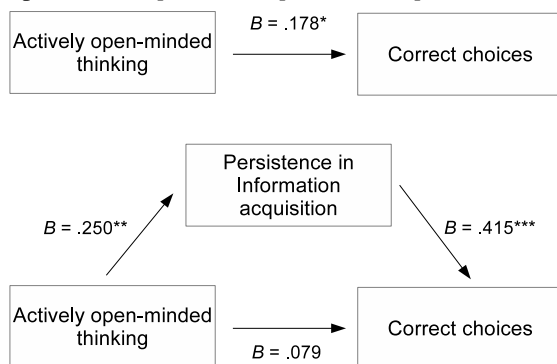 B = .178*
Actively open-minded
thinking
Correct choices
Persistence in
Information
acquisition
B = .250**
B = .415***
Actively open-minded
thinking
Correct choices
B = .079